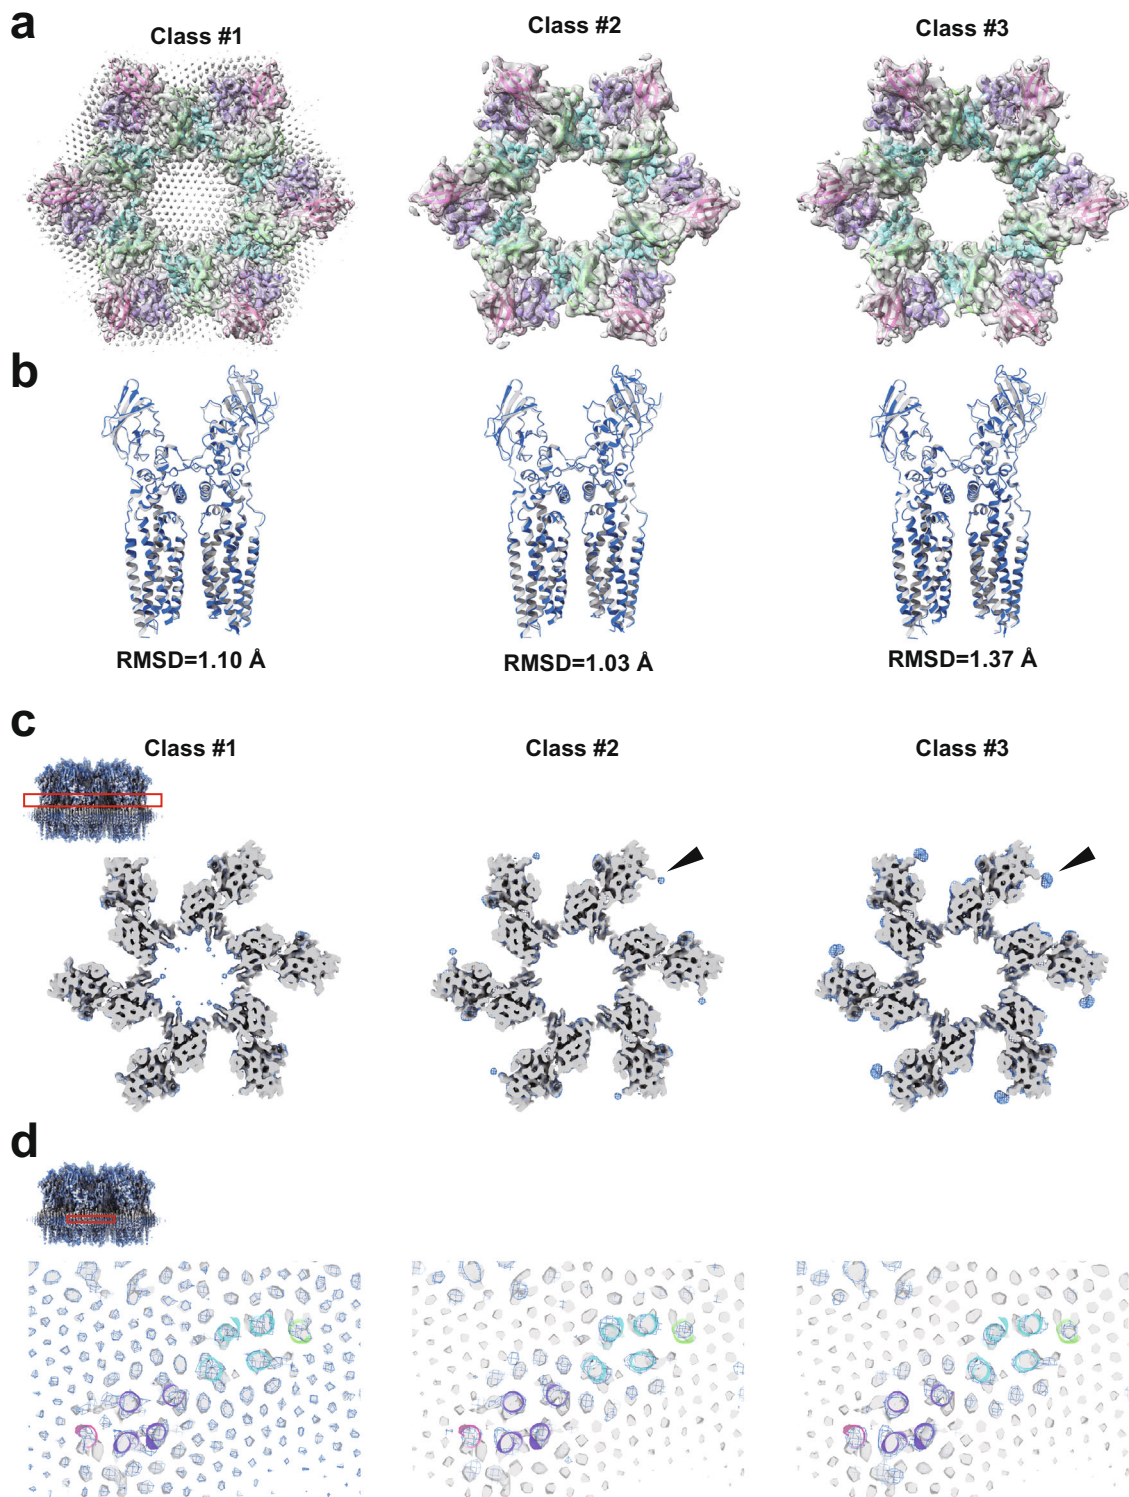 a
Class #1
Class #2
Class #3
b
RMSD=1.10 Å
RMSD=1.03 Å
RMSD=1.37 Å
c
Class #1
Class #2
Class #3
d